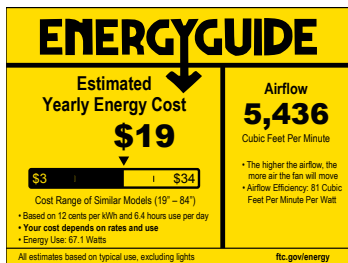 ENERGYGUIDE
Estimated
Yearly Energy Cost
$19
$3
$34
Cost Range of Similar Models (19” – 84”)
• Based on 12 cents per kWh and 6.4 hours use per day
• Your cost depends on rates and use
• Energy Use: 67.1 Watts
All estimates based on typical use, excluding lights
Airflow
5,436
Cubic Feet Per Minute
• The higher the airflow, the
more air the fan will move
• Airflow Efficiency: 81 Cubic
Feet Per Minute Per Watt
ftc.gov/energy